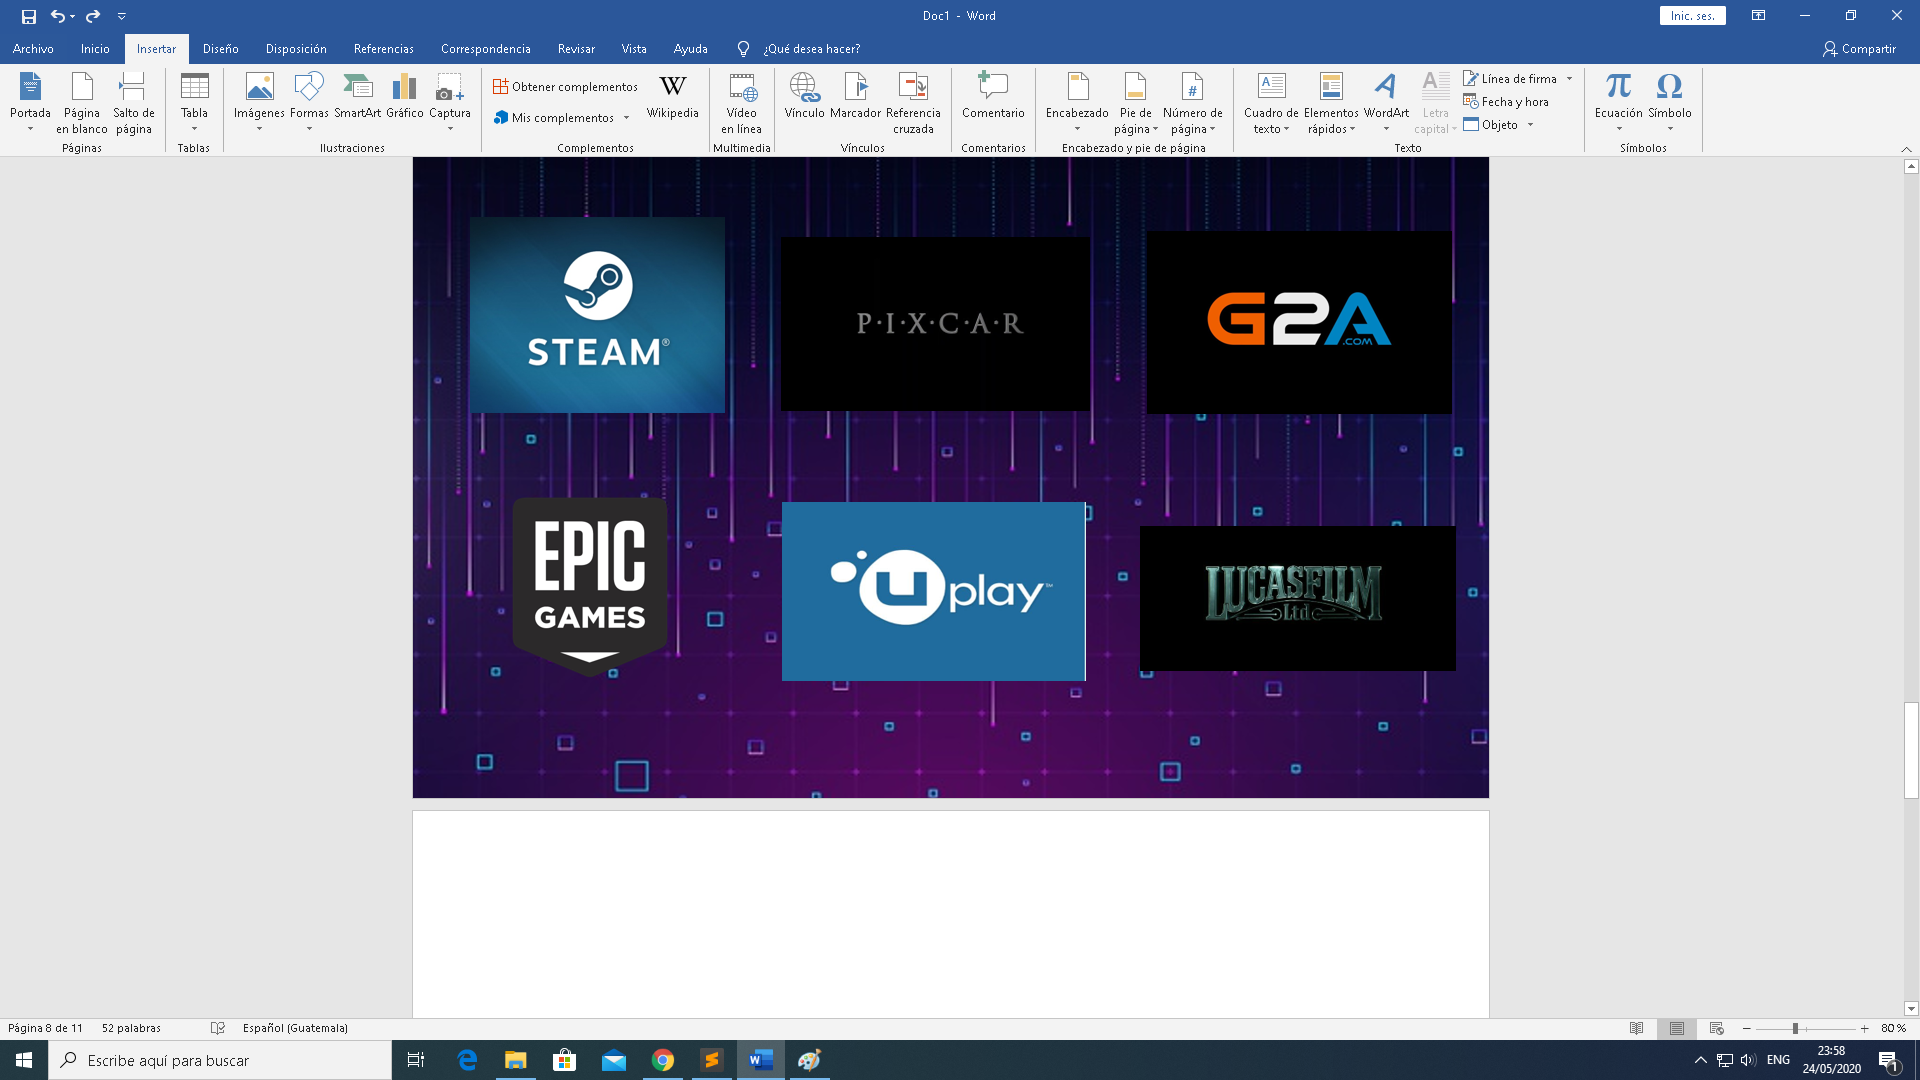 Doc1 - Word
Inic. ses.
Archivo Inicio Insertar Diseño Disposición Referencias Correspondencia Revisar Vista Ayuda ¿Qué desea hacer? Compartir
Portada
Página en blanco
Salto de página
Páginas
Tabla
Tablas
Imágenes
Formas
SmartArt
Gráfico
Captura
Ilustraciones
Obtener complementos
Mis complementos
W
Wikipedia
Complementos
Vídeo en línea
Multimedia
Vínculo
Marcador
Referencia cruzada
Vínculos
Comentario
Comentarios
Encabezado
Pie de página
#
Número de página
Encabezado y pie de página
A
Cuadro de texto
Elementos rápidos
A
WordArt
A
Letra capital
Línea de firma
Fecha y hora
Objeto
Texto
π
Ecuación
Ω
Símbolo
Símbolos
STEAM®
P·I·X·C·A·R
G2A
.COM
EPIC
GAMES
U play™
LUCASFILM
Ltd
Página 8 de 11 52 palabras Español (Guatemala) 80 %
Escribe aquí para buscar
ENG
23:58
24/05/2020
1